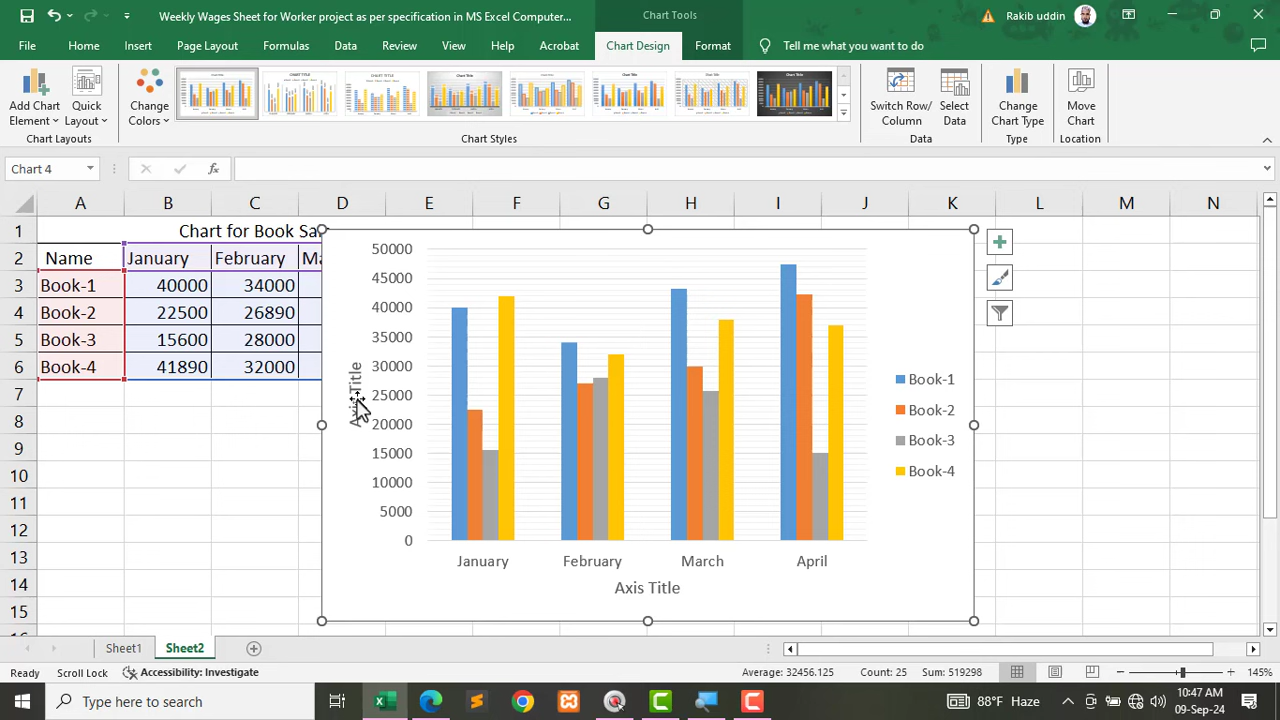 Weekly Wages Sheet for Worker project as per specification in MS Excel Computer...
Chart Tools
Rakib uddin
File
Home
Insert
Page Layout
Formulas
Data
Review
View
Help
Acrobat
Chart Design
Format
Tell me what you want to do
Add Chart
Element
Quick
Layout
Change
Colors
Switch Row/
Column
Select
Data
Change
Chart Type
Move
Chart
Chart Layouts
Chart Styles
Data
Type
Location
Chart 4
fx
A B C D E F G H I J K L M N
1 Chart for Book Sa
2 Name January February Ma
3 Book-1 40000 34000
4 Book-2 22500 26890
5 Book-3 15600 28000
6 Book-4 41890 32000
7
8
9
10
11
12
13
14
15
50000
45000
40000
35000
30000
25000
20000
15000
10000
5000
0
Axis Title
January February March April
Axis Title
Book-1
Book-2
Book-3
Book-4
Sheet1
Sheet2
Ready
Scroll Lock
Accessibility: Investigate
Average: 32456.125
Count: 25
Sum: 519298
145%
Type here to search
88°F Haze
10:47 AM
09-Sep-24